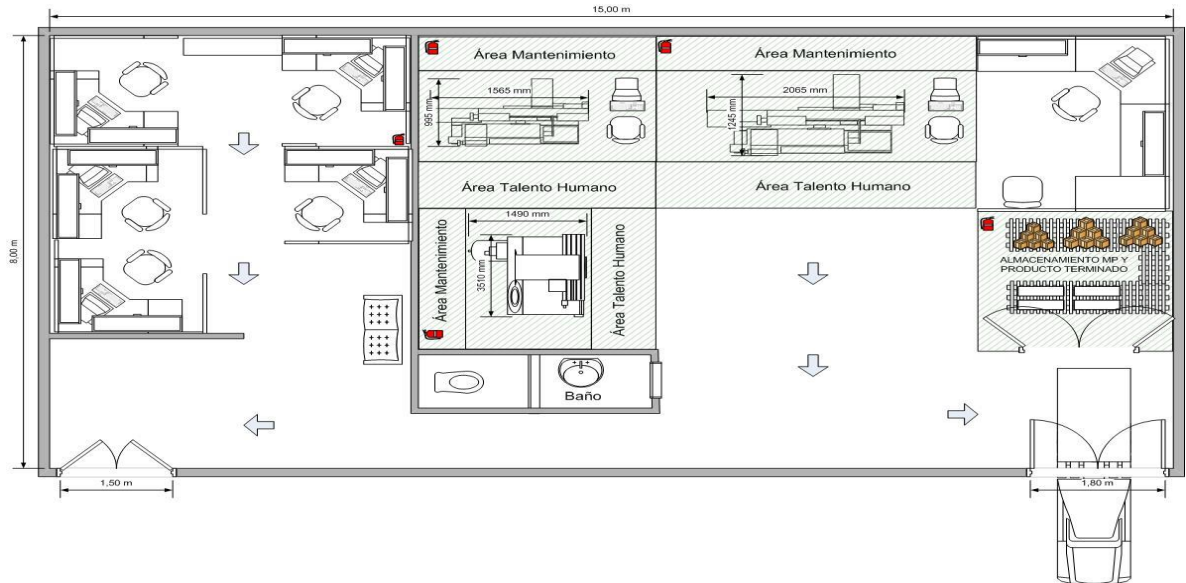 15,00 m
Área Mantenimiento
Área Mantenimiento
1565 mm
995 mm
2065 mm
1245 mm
Área Talento Humano
Área Talento Humano
8,00 m
Área Mantenimiento
1490 mm
3510 mm
Área Talento Humano
ALMACENAMIENTO MP Y
PRODUCTO TERMINADO
Baño
1,50 m
1,80 m